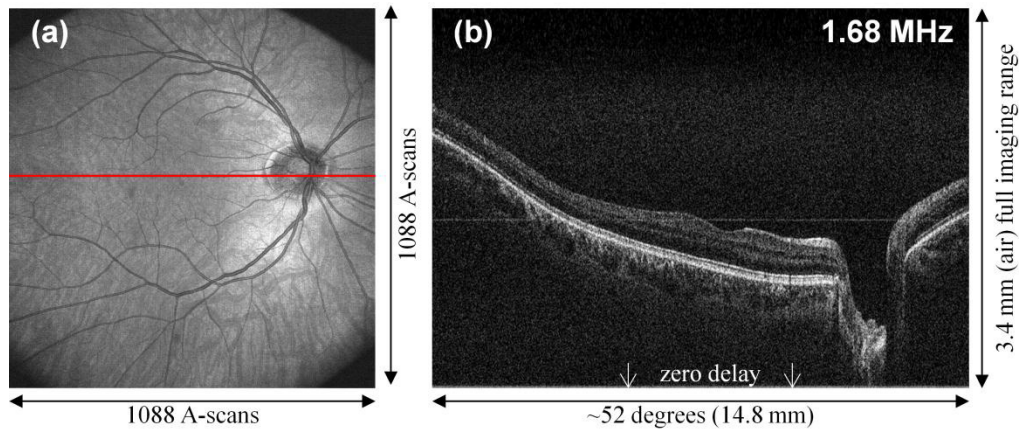 (a)
1088 A-scans
1088 A-scans
(b)
1.68 MHz
zero delay
~52 degrees (14.8 mm)
3.4 mm (air) full imaging range